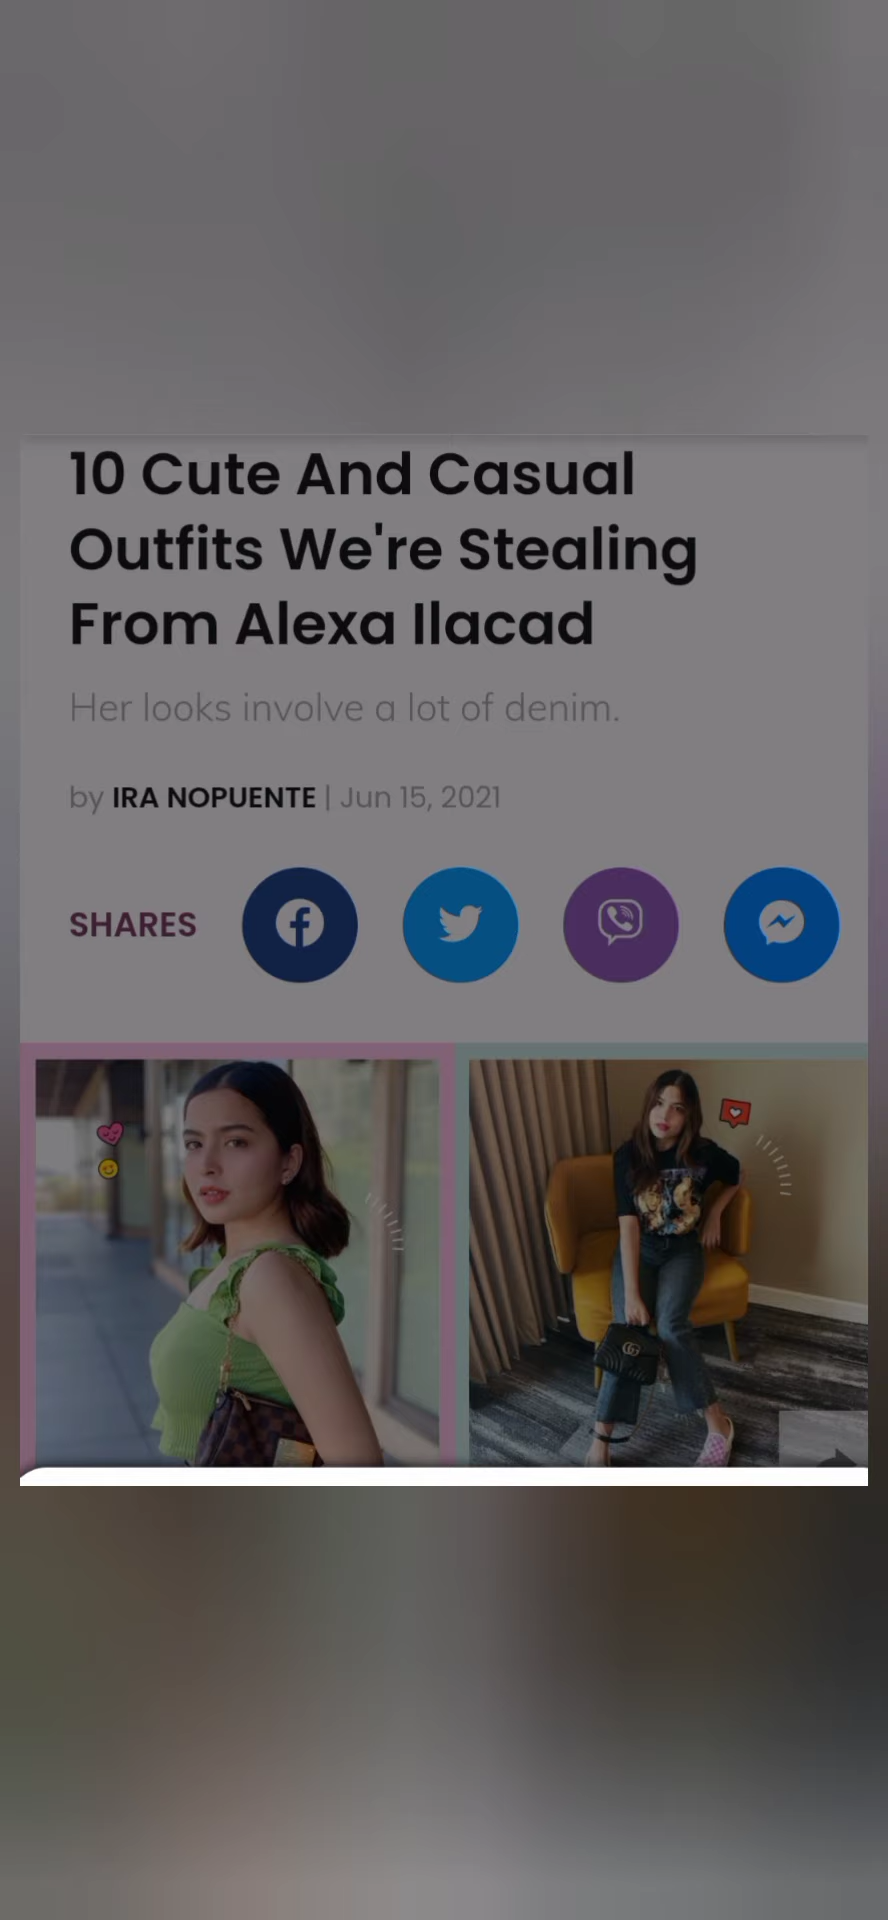 10 Cute And Casual
Outfits We're Stealing
From Alexa Ilacad
Her looks involve a lot of denim.
by IRA NOPUENTE | Jun 15, 2021
SHARES